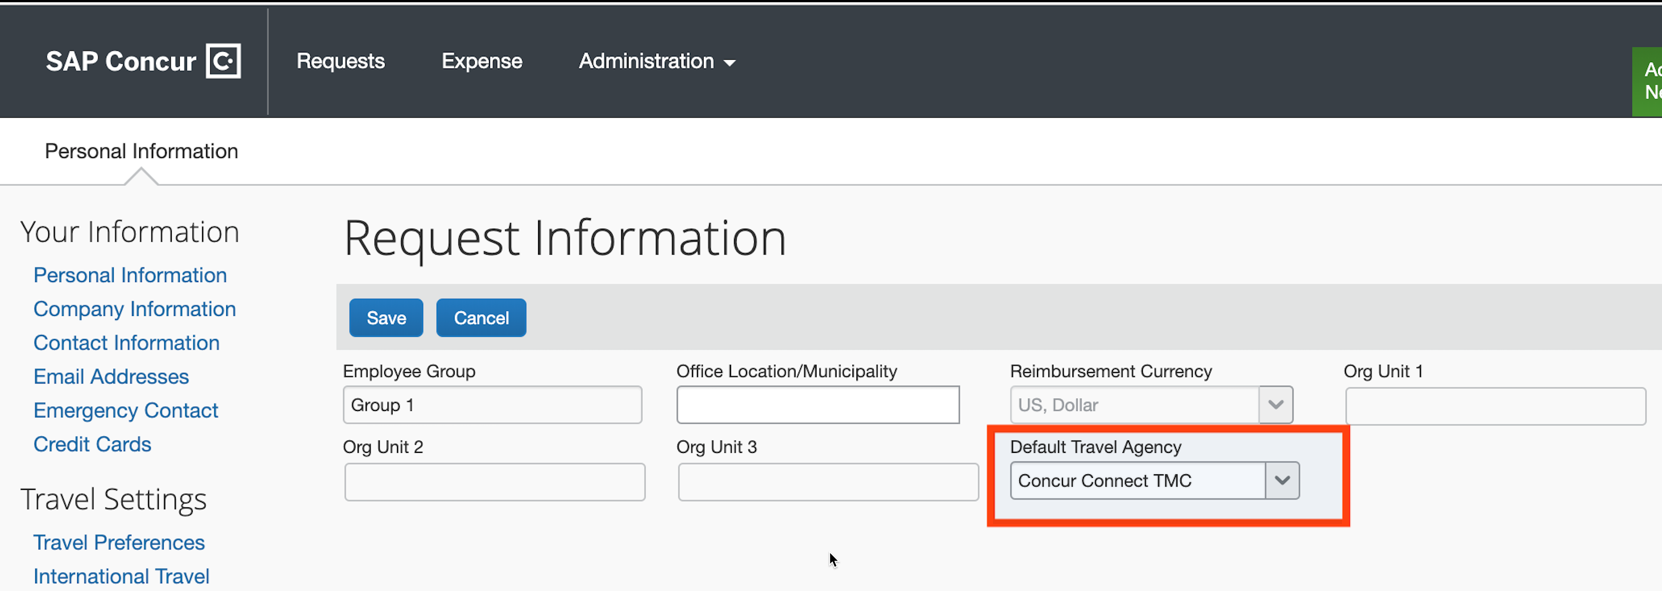 SAP Concur C.
Requests
Expense
Administration
Personal Information
Your Information
Personal Information
Company Information
Contact Information
Email Addresses
Emergency Contact
Credit Cards
Travel Settings
Travel Preferences
International Travel
Request Information
Save
Cancel
Employee Group
Group 1
Office Location/Municipality
Reimbursement Currency
US, Dollar
Org Unit 1
Org Unit 2
Org Unit 3
Default Travel Agency
Concur Connect TMC